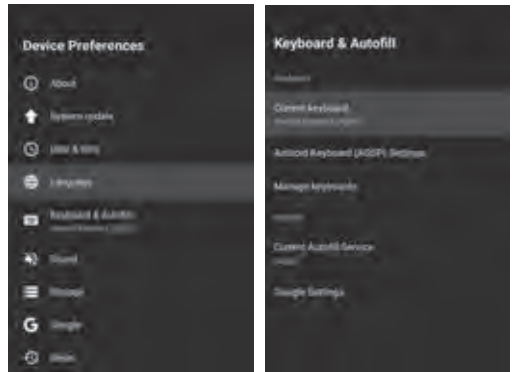 Device Preferences
About
System update
Date & time
Language
Keyboard & Autofill
Sound
Storage
Google
Keyboard & Autofill
Current keyboard
Android Keyboard (AOSP) Settings
Manage keyboards
Current Autofill Service
Google Settings